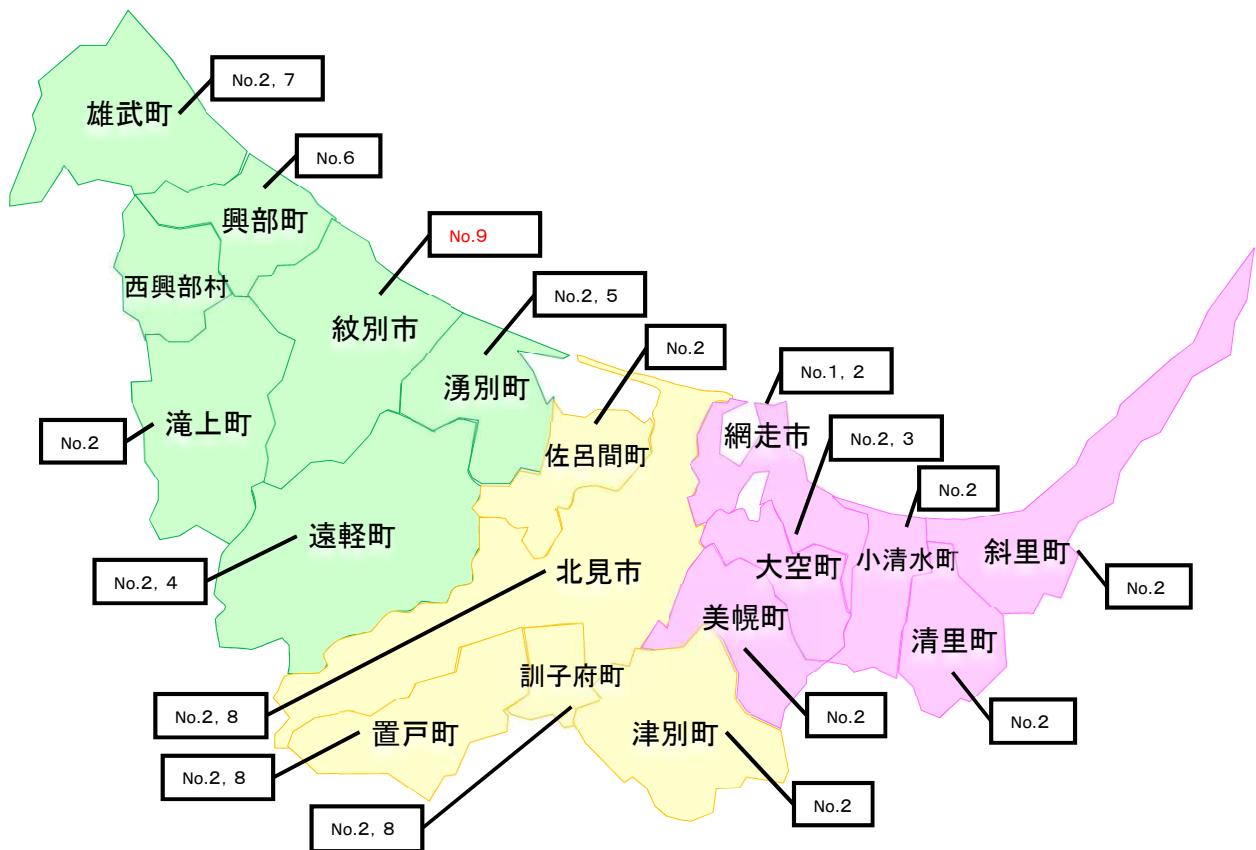 No.2, 7
雄武町
No.6
興部町
No.9
西興部村
No.2, 5
紋別市
No.2
湧別町
No.1, 2
滝上町
No.2
佐呂間町
網走市
No.2, 3
No.2
遠軽町
No.2, 4
北見市
大空町
小清水町
斜里町
No.2
美幌町
清里町
訓子府町
No.2, 8
置戸町
津別町
No.2
No.2
No.2, 8
No.2, 8
No.2